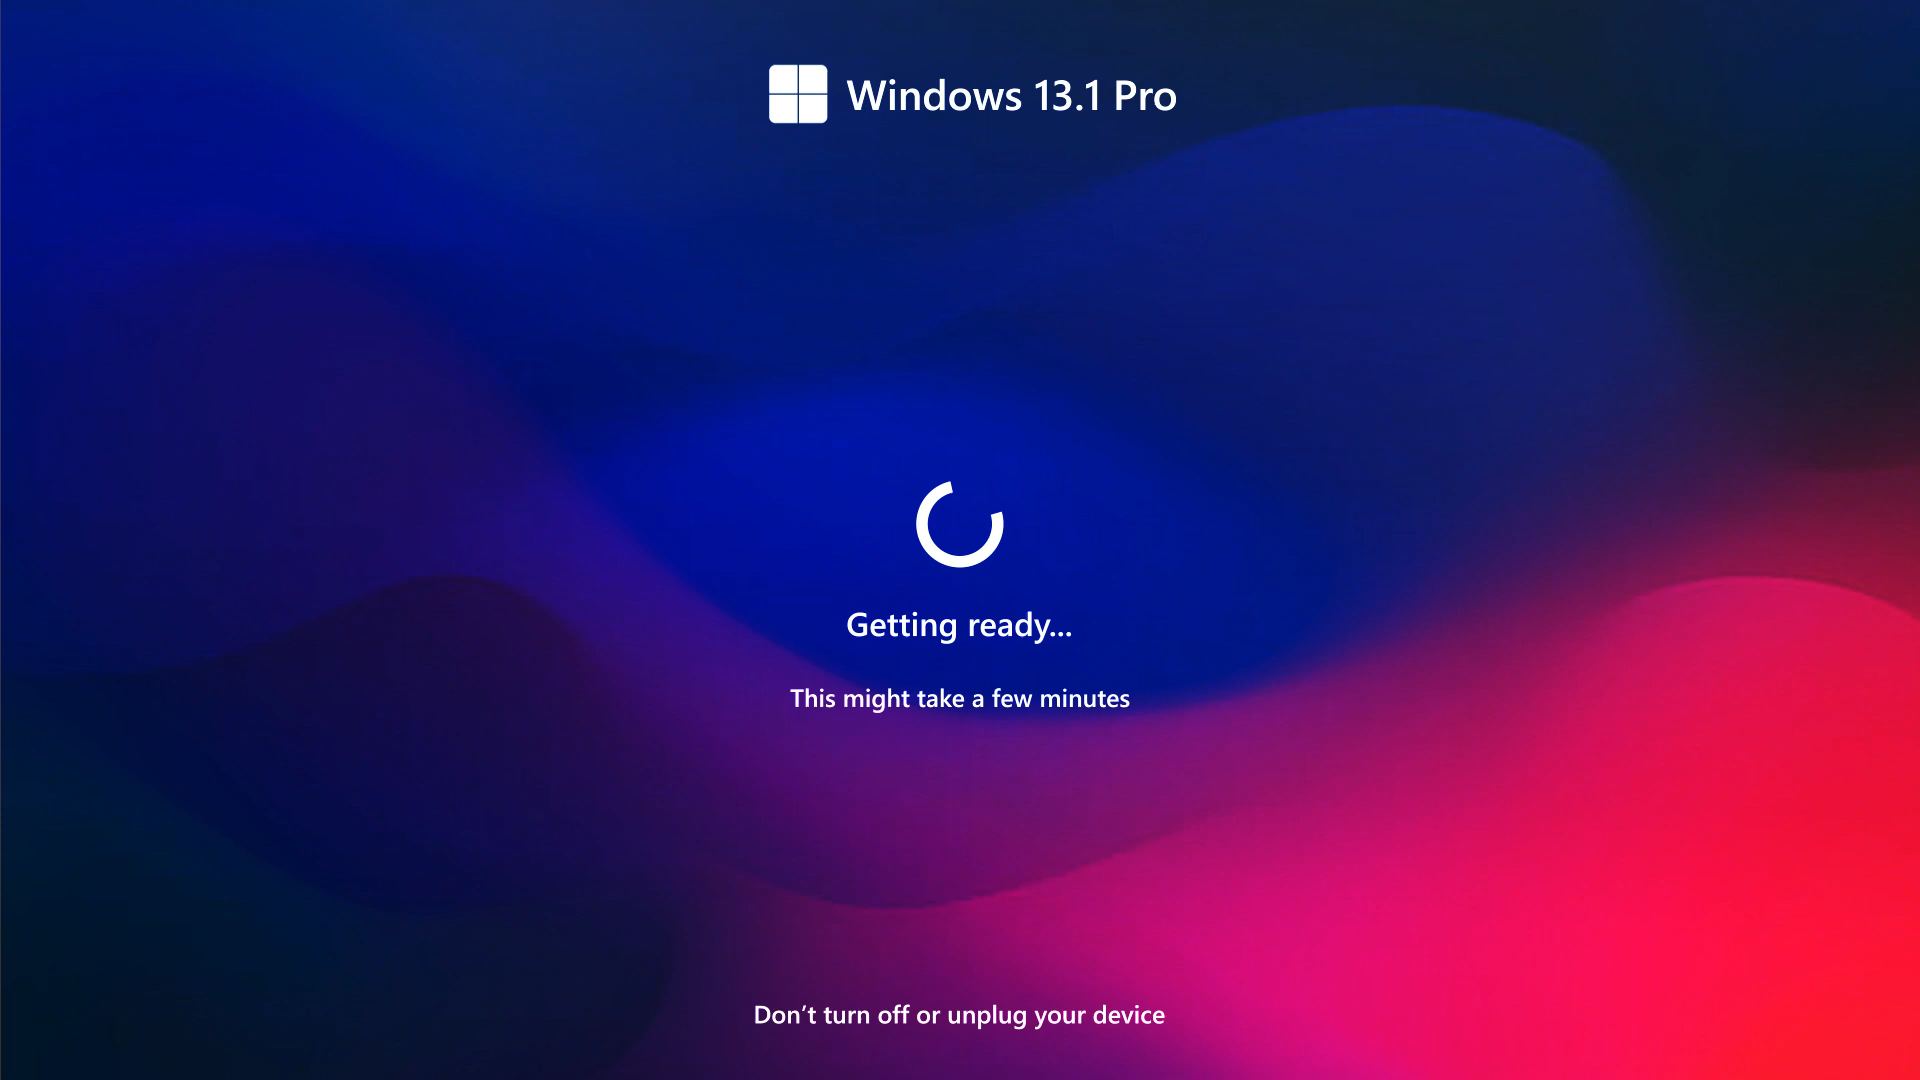 Windows 13.1 Pro
Getting ready...
This might take a few minutes
Don’t turn off or unplug your device